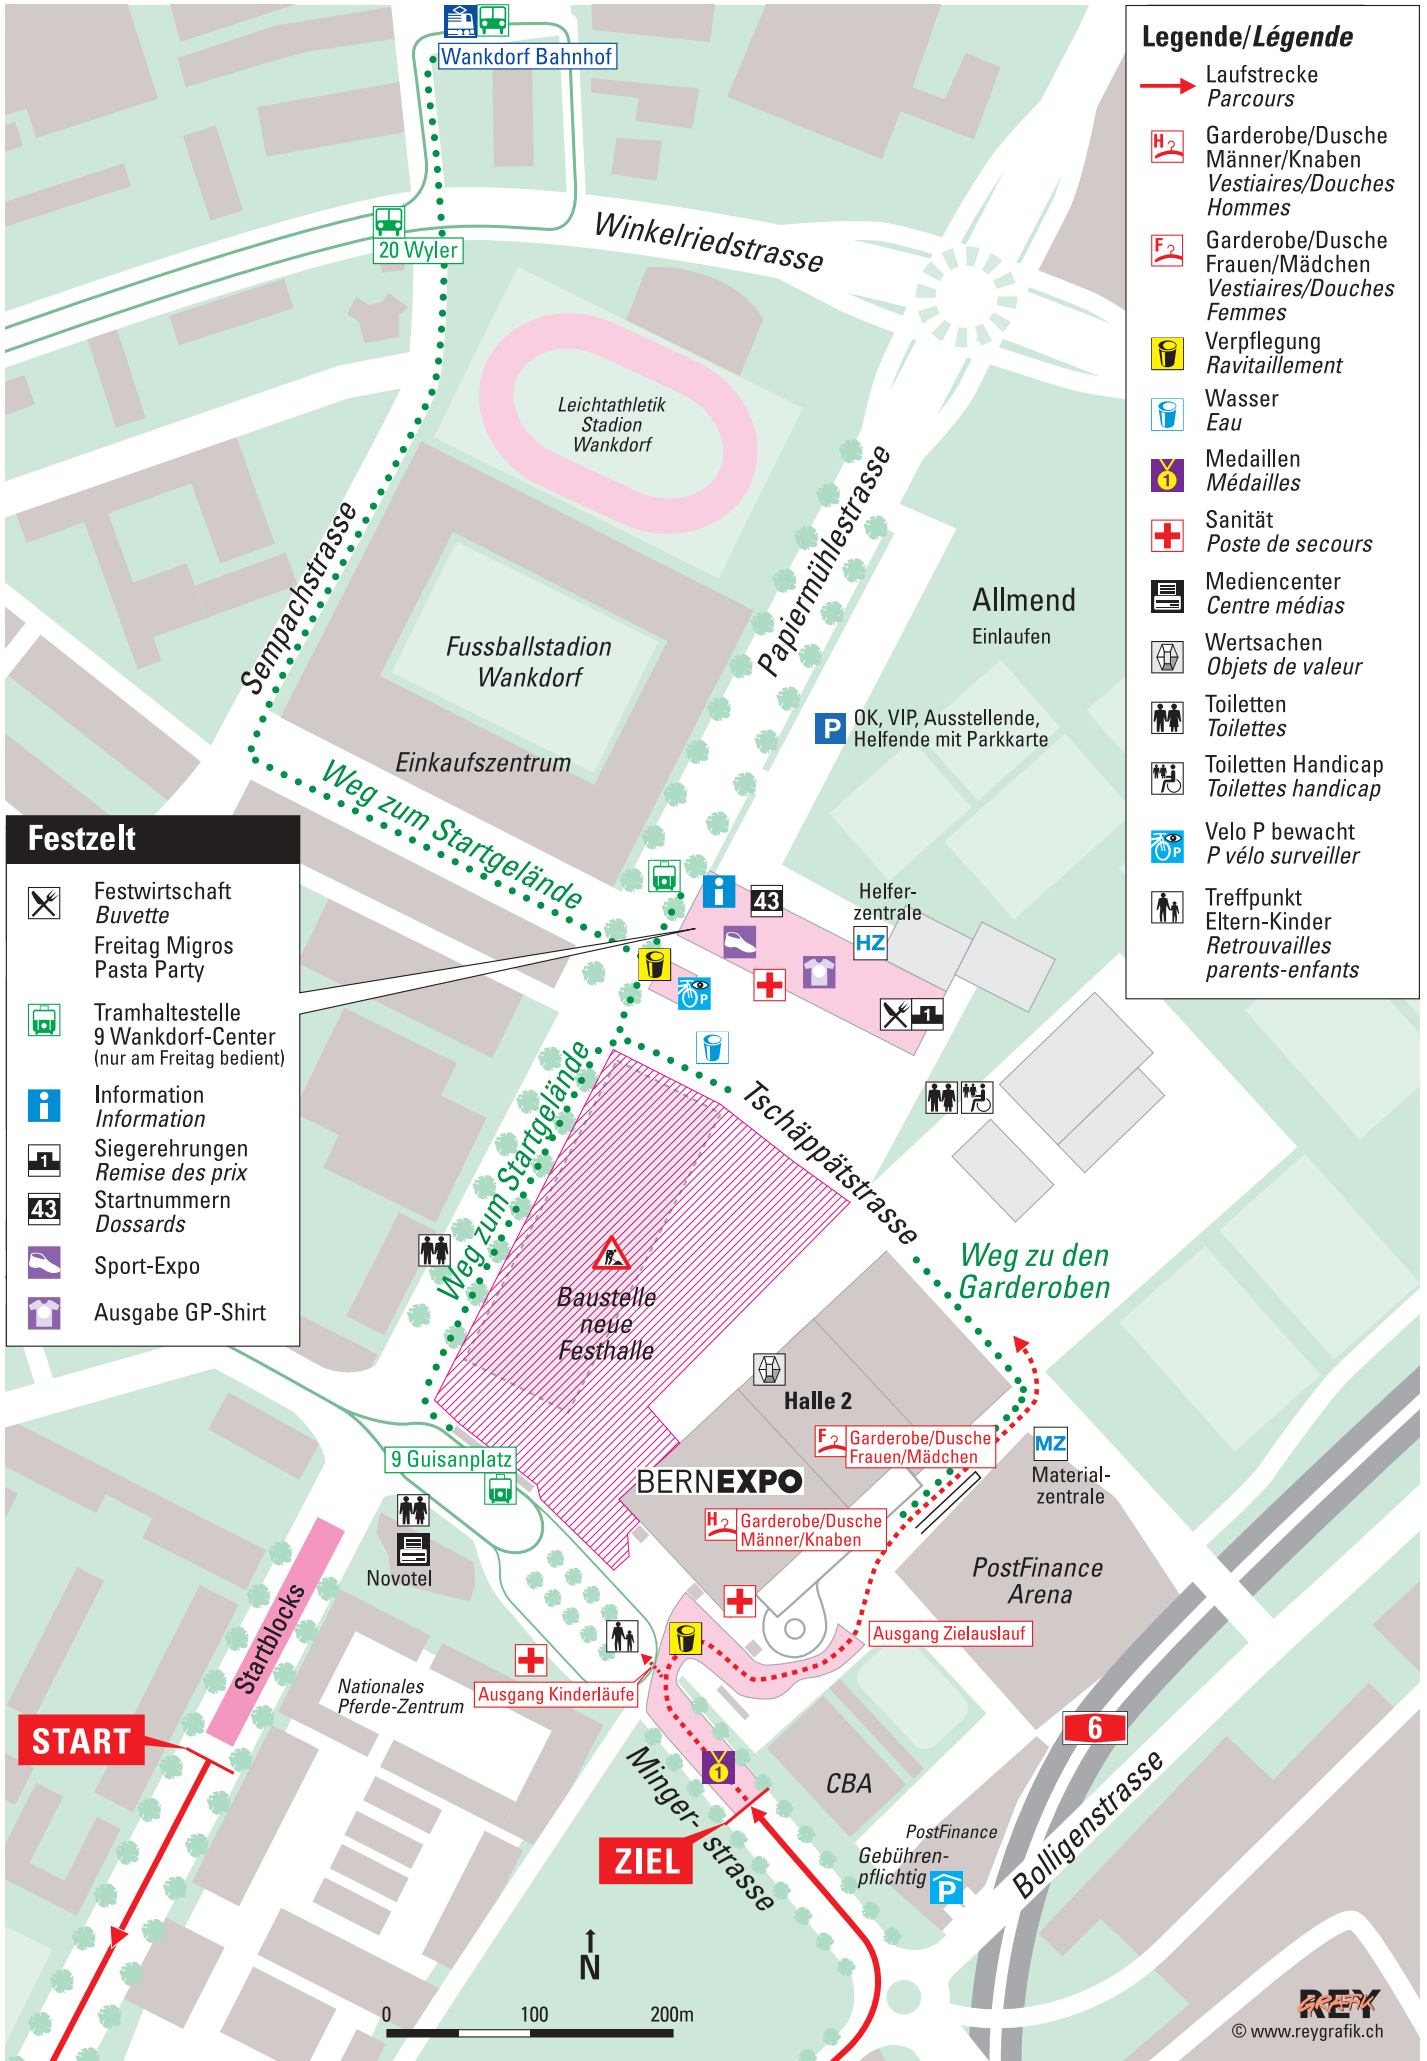 Wankdorf Bahnhof
20 Wyler
Winkelriedstrasse
Leichtathletik
Stadion
Wankdorf
Sempachstrasse
Papiermühlestrasse
Fussballstadion
Wankdorf
Einkaufszentrum
Allmend
Einlaufen
P
OK, VIP, Ausstellende,
Helfende mit Parkkarte
Weg zum Startgelände
Legende/Légende
Laufstrecke
Parcours
H
Garderobe/Dusche
Männer/Knaben
Vestiaires/Douches
Hommes
F
Garderobe/Dusche
Frauen/Mädchen
Vestiaires/Douches
Femmes
Verpflegung
Ravitaillement
Wasser
Eau
1
Medaillen
Médailles
Sanität
Poste de secours
Mediencenter
Centre médias
Wertsachen
Objets de valeur
Toiletten
Toilettes
Toiletten Handicap
Toilettes handicap
P
Velo P bewacht
P vélo surveiller
Treffpunkt
Eltern-Kinder
Retrouvailles
parents-enfants
Festzelt
Festwirtschaft
Buvette
Freitag Migros
Pasta Party
Tramhaltestelle
9 Wankdorf-Center
(nur am Freitag bedient)
i
Information
Information
1
Siegerehrungen
Remise des prix
43
Startnummern
Dossards
Sport-Expo
Ausgabe GP-Shirt
i
43
Helfer-
zentrale
HZ
P
1
Weg zum Startgelände
Tschäppätstrasse
Weg zu den
Garderoben
Baustelle
neue
Festhalle
Halle 2
F
Garderobe/Dusche
Frauen/Mädchen
MZ
Material-
zentrale
9 Guisanplatz
BERNEXPO
H
Garderobe/Dusche
Männer/Knaben
Novotel
PostFinance
Arena
Startblocks
Ausgang Zielauslauf
Nationales
Pferde-Zentrum
Ausgang Kinderläufe
START
6
1
Minger-strasse
CBA
ZIEL
PostFinance
Gebühren-
pflichtig
P
Bolligenstrasse
N
0 100 200m
REY
GRAFIK
© www.reygrafik.ch